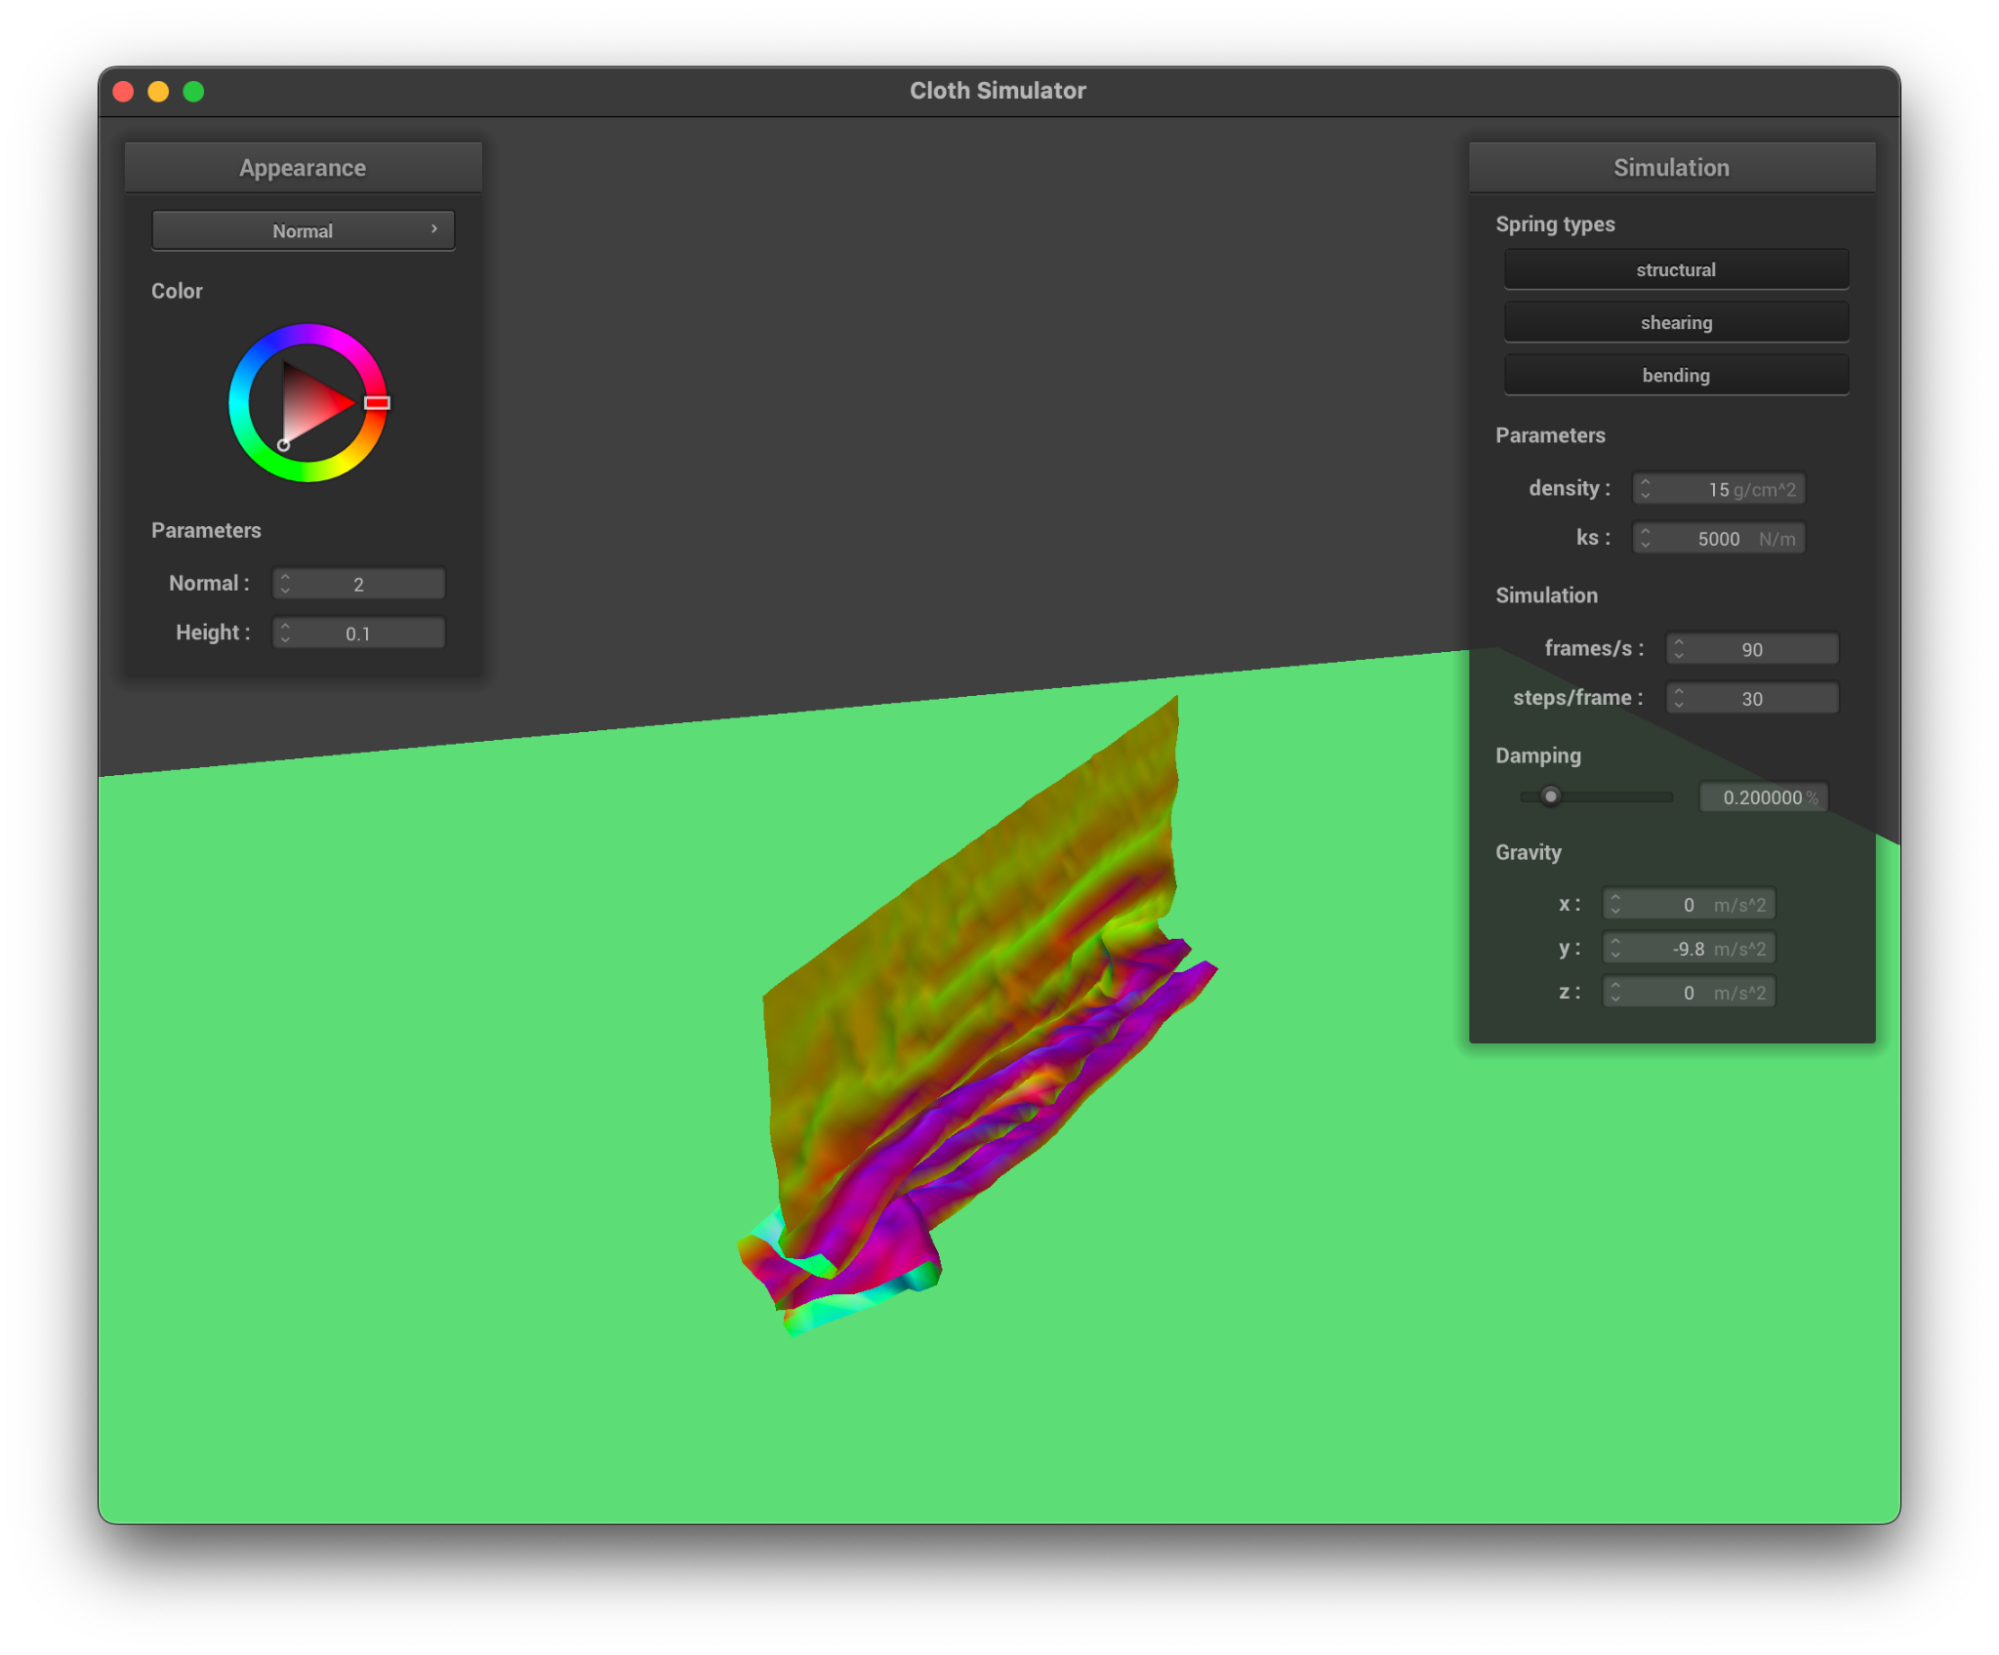 Cloth Simulator
Appearance
Normal
Color
Parameters
Normal : 2
Height : 0.1
Simulation
Spring types
structural
shearing
bending
Parameters
density : 15 g/cm^2
ks : 5000 N/m
Simulation
frames/s : 90
steps/frame : 30
Damping
0.200000 %
Gravity
x : 0 m/s^2
y : -9.8 m/s^2
z : 0 m/s^2